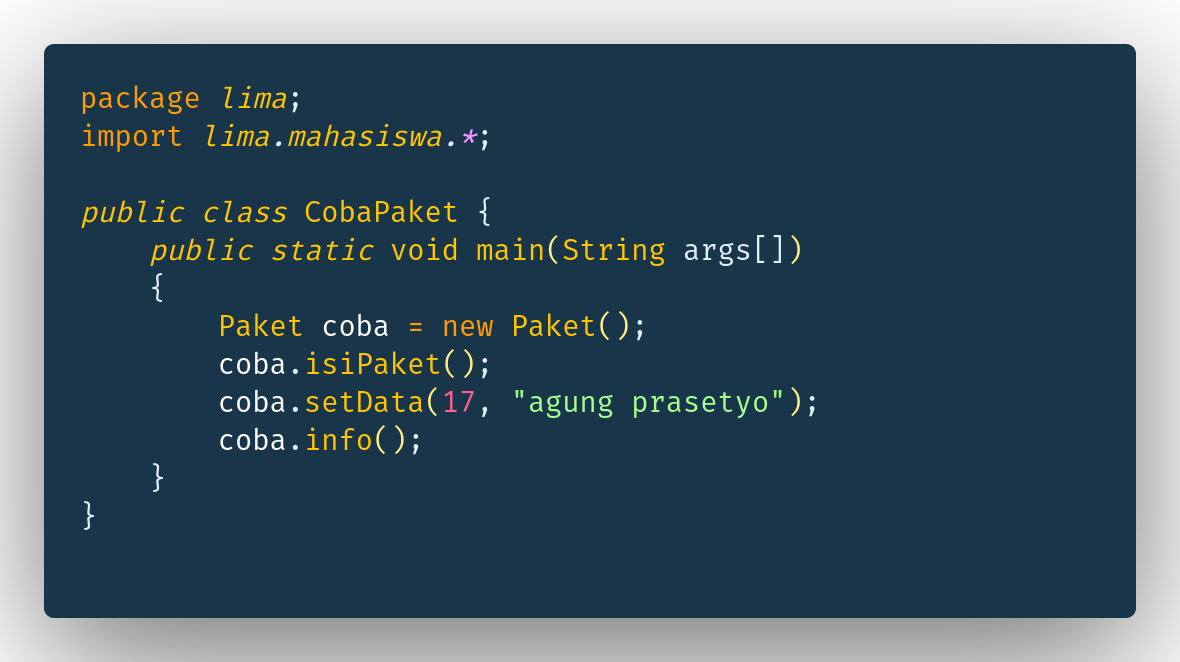 package lima;
import lima.mahasiswa.*;

public class CobaPaket {
    public static void main(String args[])
    {
        Paket coba = new Paket();
        coba.isiPaket();
        coba.setData(17, "agung prasetyo");
        coba.info();
    }
}